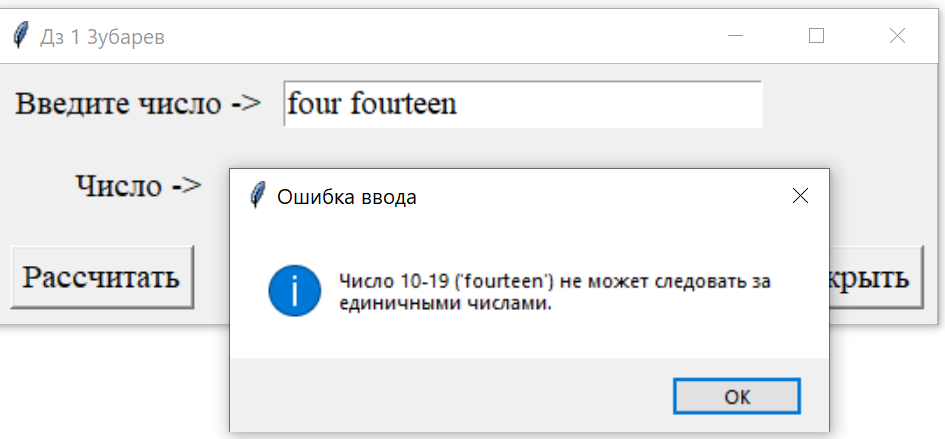 Дз 1 Зубарев
Введите число -> four fourteen
Число ->
Ошибка ввода
Число 10-19 ('fourteen') не может следовать за
единичными числами.
OK
Рассчитать
крыть